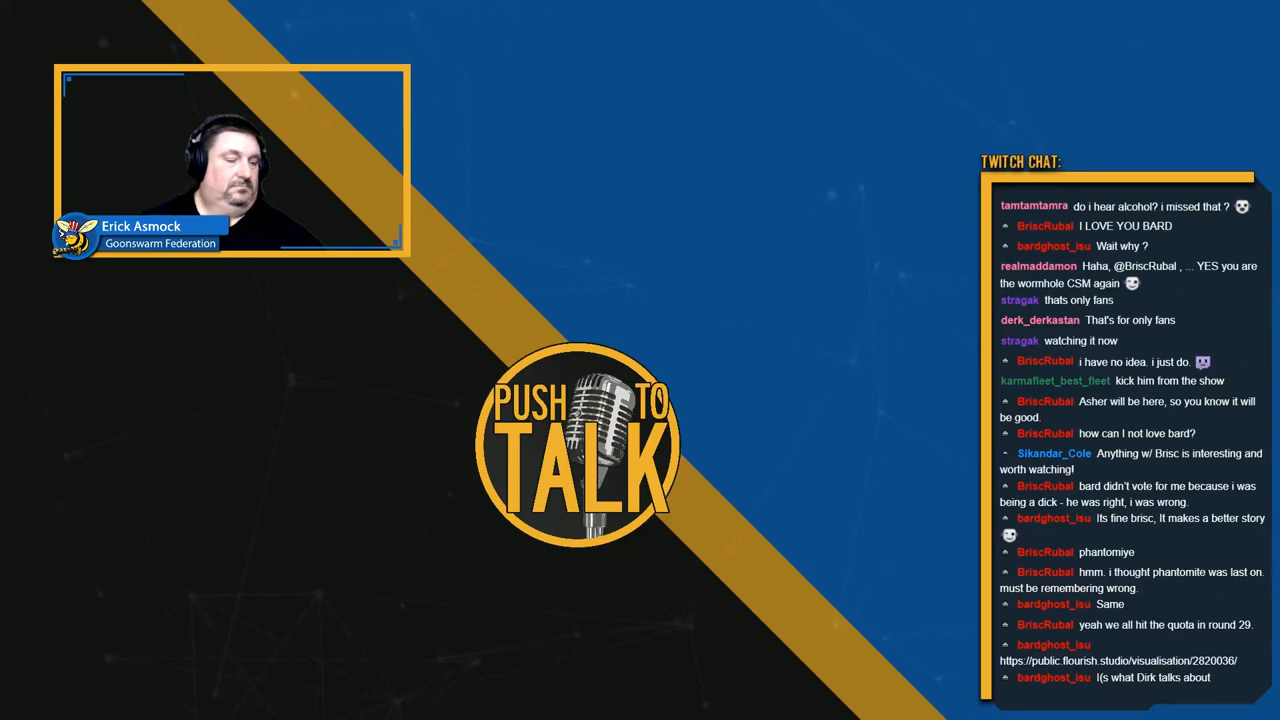 Erick Asmock
Goonswarm Federation
PUSH TO
TALK
TWITCH CHAT:
tamtamtamra do i hear alcohol? i missed that ?
BriscRubal I LOVE YOU BARD
bardghost_isu Wait why ?
realmaddamon Haha, @BriscRubal , ... YES you are
the wormhole CSM again
stragak thats only fans
derk_derkastan That's for only fans
stragak watching it now
BriscRubal i have no idea. i just do.
karmafleet_best_fleet kick him from the show
BriscRubal Asher will be here, so you know it will
be good.
BriscRubal how can I not love bard?
Sikandar_Cole Anything w/ Brisc is interesting and
worth watching!
BriscRubal bard didn't vote for me because i was
being a dick - he was right, i was wrong.
bardghost_isu Its fine brisc, It makes a better story
BriscRubal phantomiye
BriscRubal hmm. i thought phantomite was last on.
must be remembering wrong.
bardghost_isu Same
BriscRubal yeah we all hit the quota in round 29.
bardghost_isu
https://public.flourish.studio/visualisation/2820036/
bardghost_isu I(s what Dirk talks about